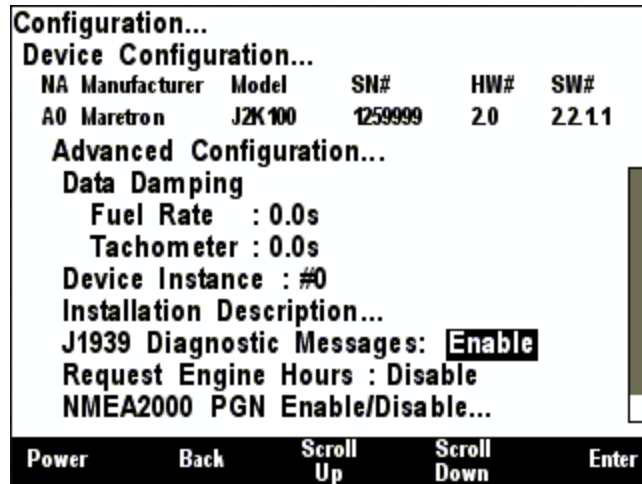 Configuration...
Device Configuration...
NA Manufacturer Model SN# HW# SW#
A0 Maretron J2K100 1259999 2.0 2.2.1.1
Advanced Configuration...
Data Damping
Fuel Rate : 0.0s
Tachometer : 0.0s
Device Instance : #0
Installation Description...
J1939 Diagnostic Messages: Enable
Request Engine Hours : Disable
NMEA2000 PGN Enable/Disable...
Power Back Scroll Up Scroll Down Enter